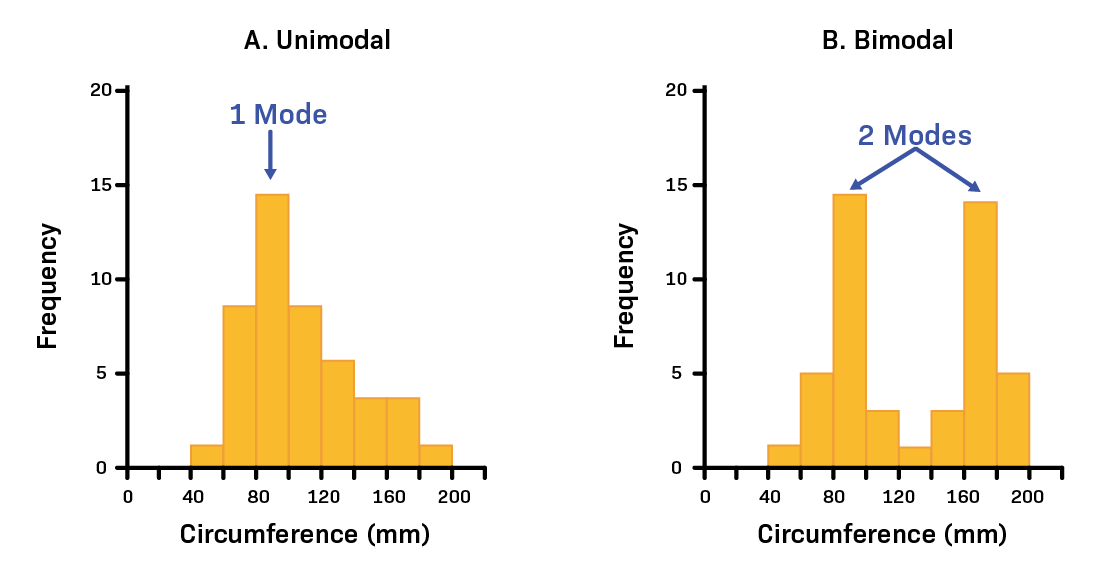 A. Unimodal
20
15
10
5
0
1 Mode
Frequency
0 40 80 120 160 200
Circumference (mm)
B. Bimodal
20
15
10
5
0
2 Modes
Frequency
0 40 80 120 160 200
Circumference (mm)